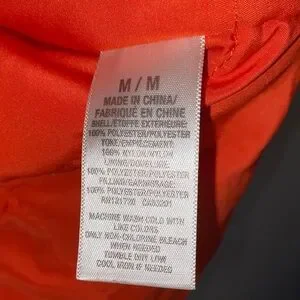 M / M
MADE IN CHINA/
FABRIQUÉ EN CHINE
SHELL/ETOFFE EXTERIEURE
100% POLYESTER/POLYESTER
YOKE/EMPIECEMENT
100% NYLON/NYLON
LINING/DOUBLURE
100% POLYESTER/POLYESTER
FILLING/GARNISSAGE:
100% POLYESTER/POLYESTER
MACHINE WASH COLD WITH
LIKE COLORS
ONLY NON-CHLORINE BLEACH
WHEN NEEDED
TUMBLE DRY LOW
COOL IRON IF NEEDED